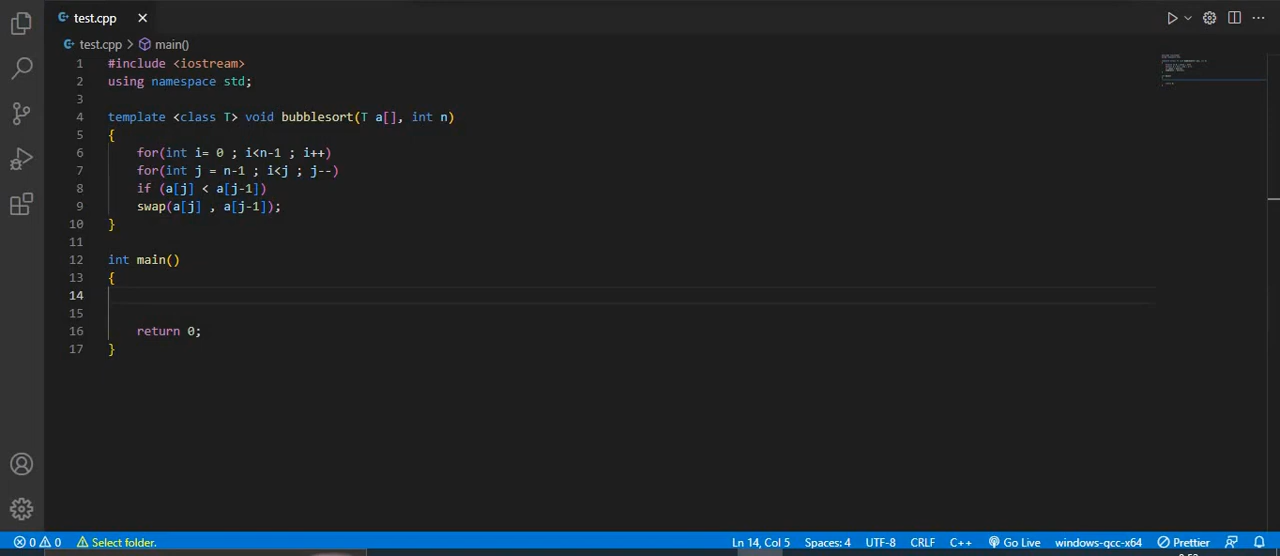 test.cpp
test.cpp > main()
1 #include <iostream>
2 using namespace std;
3
4 template <class T> void bubblesort(T a[], int n)
5 {
6 for(int i= 0 ; i<n-1 ; i++)
7 for(int j = n-1 ; i<j ; j--)
8 if (a[j] < a[j-1])
9 swap(a[j] , a[j-1]);
10 }
11
12 int main()
13 {
14
15
16 return 0;
17 }
0 0 Select folder. Ln 14, Col 5 Spaces: 4 UTF-8 CRLF C++ Go Live windows-gcc-x64 Prettier